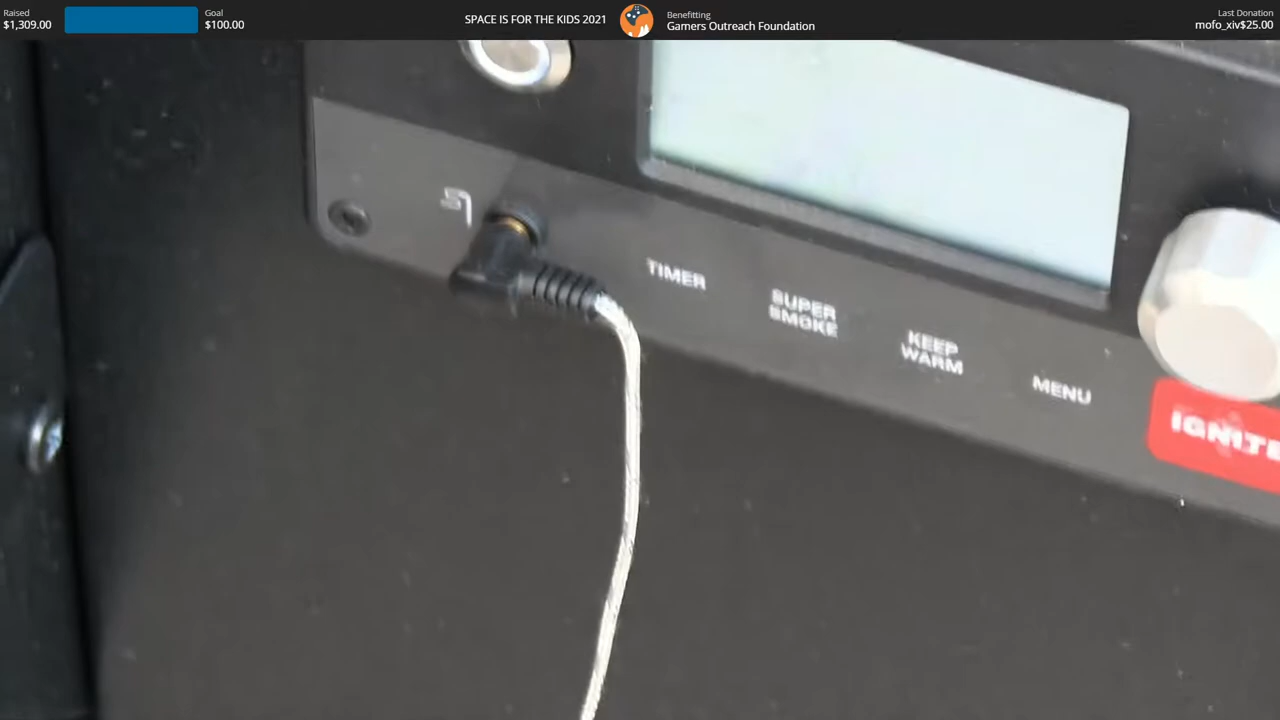 Raised
$1,309.00
Goal
$100.00
SPACE IS FOR THE KIDS 2021
Benefitting
Gamers Outreach Foundation
Last Donation
mofo_xiv$25.00
TIMER
SUPER
SMOKE
KEEP
WARM
MENU
IGNITE